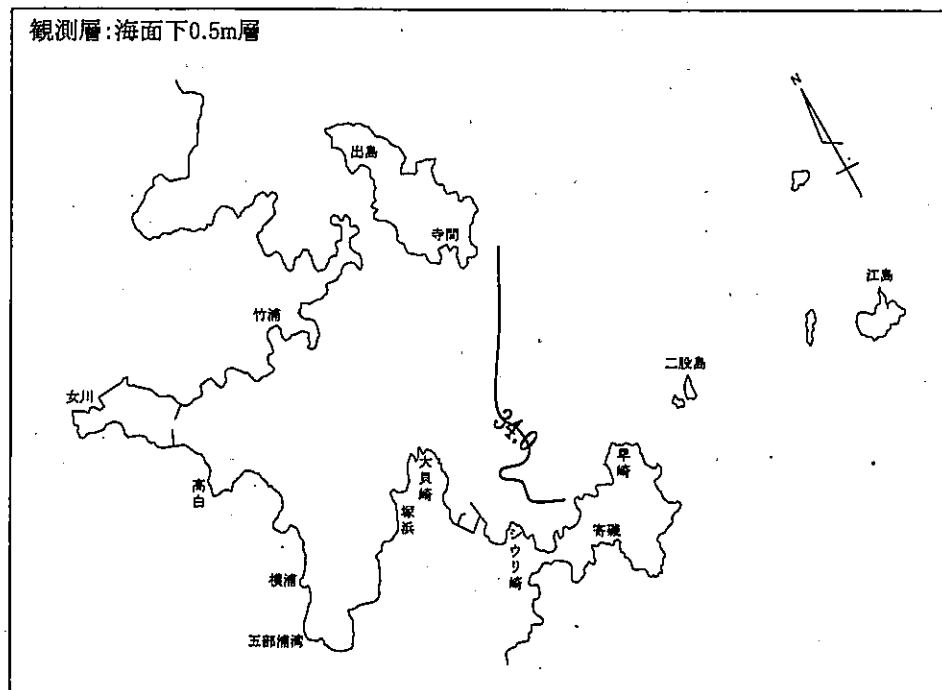 観測層:海面下0.5m層
N
出島
寺間
江島
竹浦
二股島
女川
34.0
早崎
大貝崎
高白
塚浜
寄磯
シウリ崎
横浦
五部浦湾